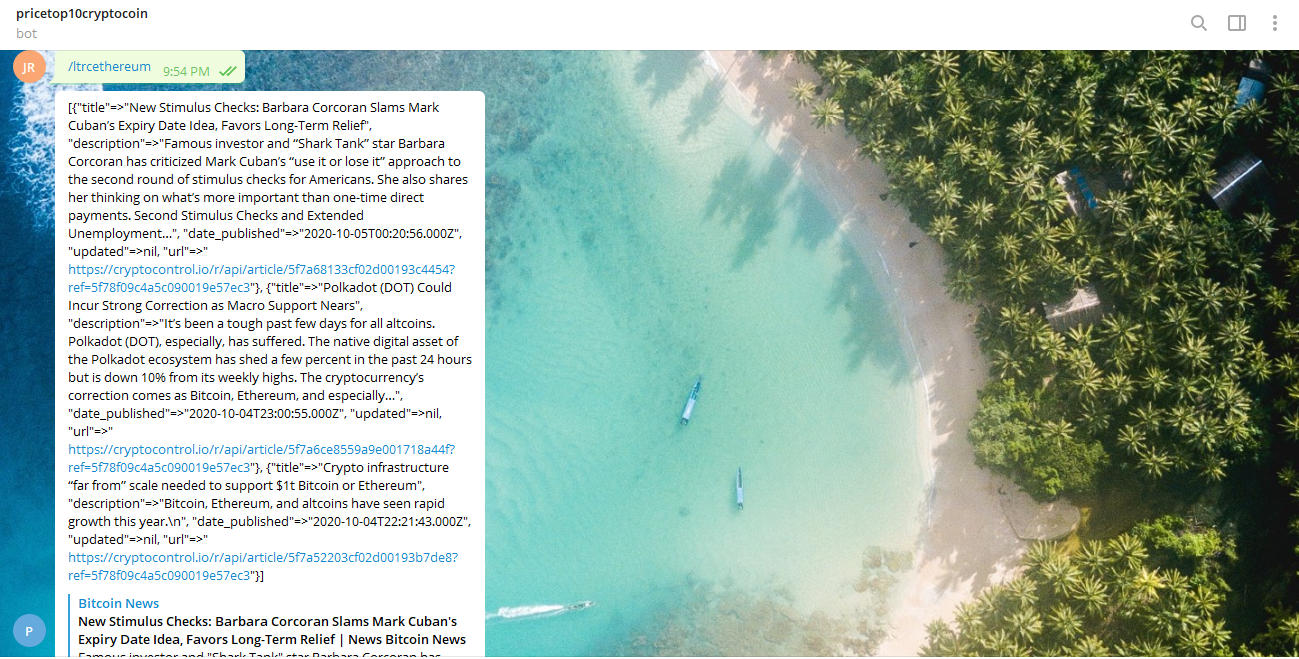 pricetop10cryptocoin
bot
JR
/ltrcethereum 9:54 PM
[{"title"=>"New Stimulus Checks: Barbara Corcoran Slams Mark
Cuban’s Expiry Date Idea, Favors Long-Term Relief",
"description"=>"Famous investor and “Shark Tank” star Barbara
Corcoran has criticized Mark Cuban’s “use it or lose it” approach to
the second round of stimulus checks for Americans. She also shares
her thinking on what’s more important than one-time direct
payments. Second Stimulus Checks and Extended
Unemployment...", "date_published"=>"2020-10-05T00:20:56.000Z",
"updated"=>nil, "url"=>"
https://cryptocontrol.io/r/api/article/5f7a68133cf02d00193c4454?
ref=5f78f09c4a5c090019e57ec3"}, {"title"=>"Polkadot (DOT) Could
Incur Strong Correction as Macro Support Nears",
"description"=>"It’s been a tough past few days for all altcoins.
Polkadot (DOT), especially, has suffered. The native digital asset of
the Polkadot ecosystem has shed a few percent in the past 24 hours
but is down 10% from its weekly highs. The cryptocurrency’s
correction comes as Bitcoin, Ethereum, and especially...",
"date_published"=>"2020-10-04T23:00:55.000Z", "updated"=>nil,
"url"=>"
https://cryptocontrol.io/r/api/article/5f7a6ce8559a9e001718a44f?
ref=5f78f09c4a5c090019e57ec3"}, {"title"=>"Crypto infrastructure
“far from” scale needed to support $1t Bitcoin or Ethereum",
"description"=>"Bitcoin, Ethereum, and altcoins have seen rapid
growth this year.\n", "date_published"=>"2020-10-04T22:21:43.000Z",
"updated"=>nil, "url"=>"
https://cryptocontrol.io/r/api/article/5f7a52203cf02d00193b7de8?
ref=5f78f09c4a5c090019e57ec3"}]
Bitcoin News
New Stimulus Checks: Barbara Corcoran Slams Mark Cuban's
Expiry Date Idea, Favors Long-Term Relief | News Bitcoin News
Famous investor and "Shark Tank" star Barbara Corcoran has
P